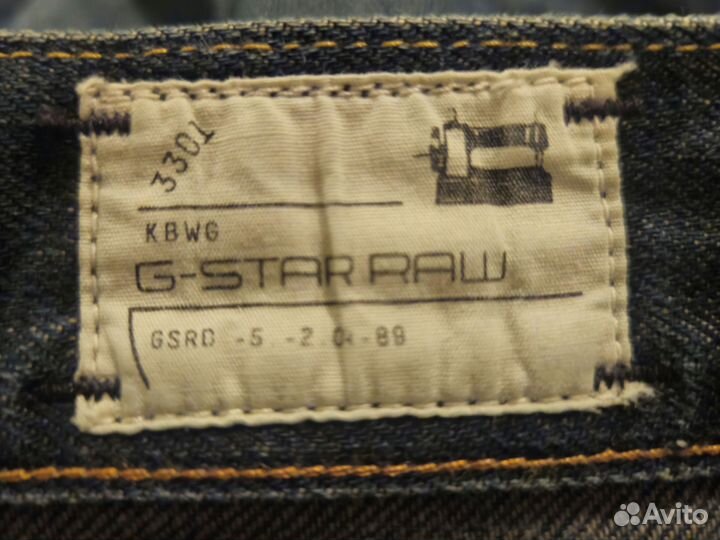 3301
KBWG
G-STAR RAW
GSRD -5 -2.0 -89
Avito